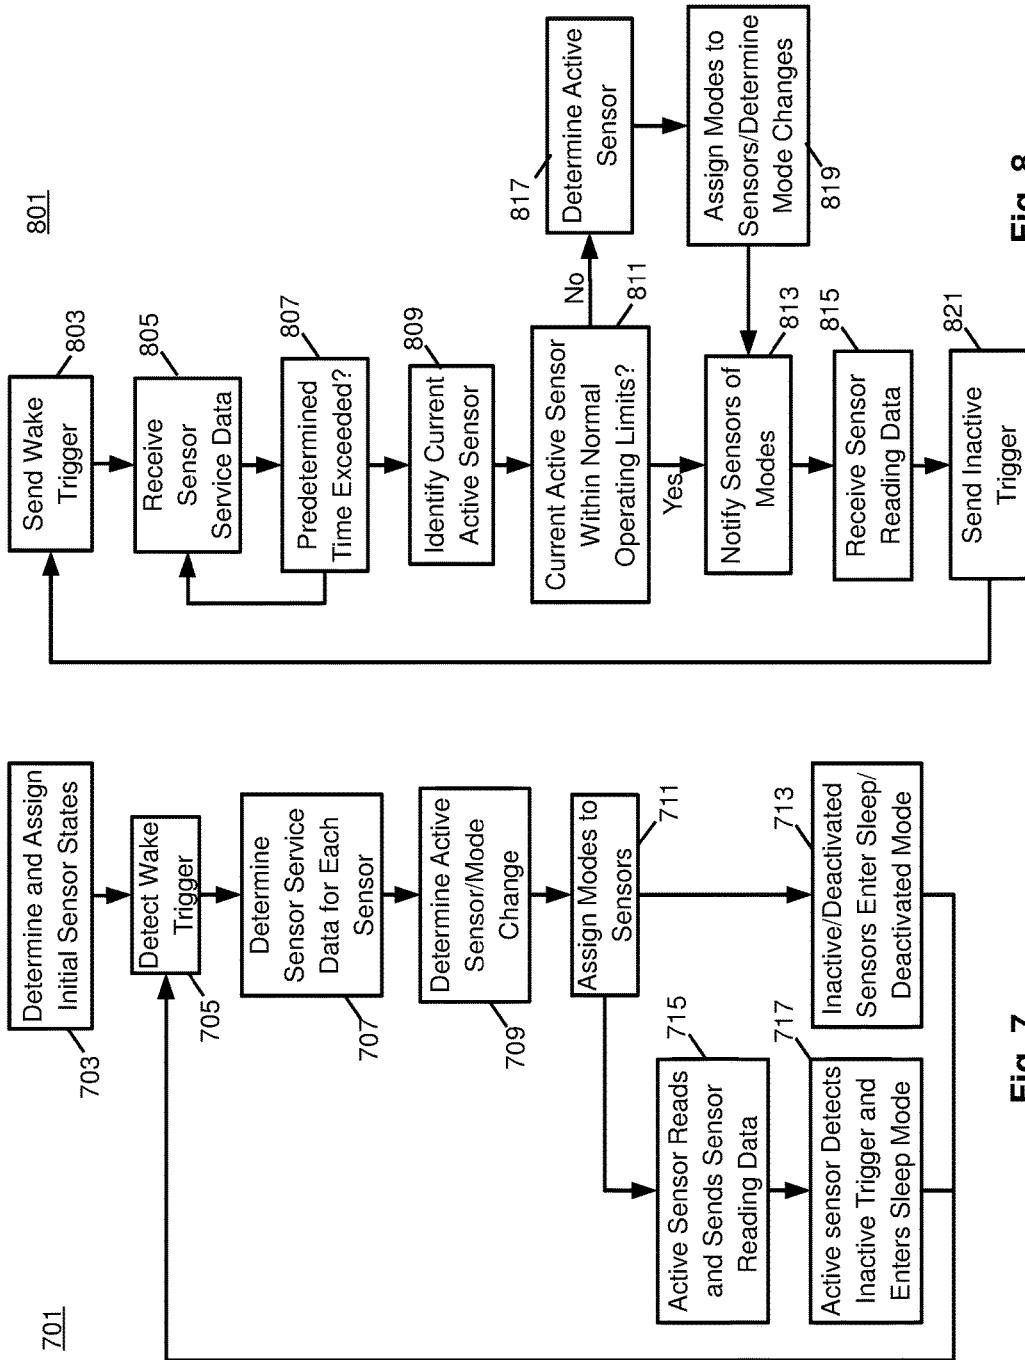 701
Determine and Assign
Initial Sensor States
703
Detect Wake
Trigger
705
Determine
Sensor Service
Data for Each
Sensor
707
Determine Active
Sensor/Mode
Change
709
Assign Modes to
Sensors
711
Active Sensor Reads
and Sends Sensor
Reading Data
715
Active sensor Detects
Inactive Trigger and
Enters Sleep Mode
717
Inactive/Deactivated
Sensors Enter Sleep/
Deactivated Mode
713
801
Send Wake
Trigger
803
Receive
Sensor
Service Data
805
Predetermined
Time Exceeded?
807
Identify Current
Active Sensor
809
Current Active Sensor
Within Normal
Operating Limits?
811
No
Yes
Determine Active
Sensor
817
Assign Modes to
Sensors/Determine
Mode Changes
819
Notify Sensors of
Modes
813
Receive Sensor
Reading Data
815
Send Inactive
Trigger
821